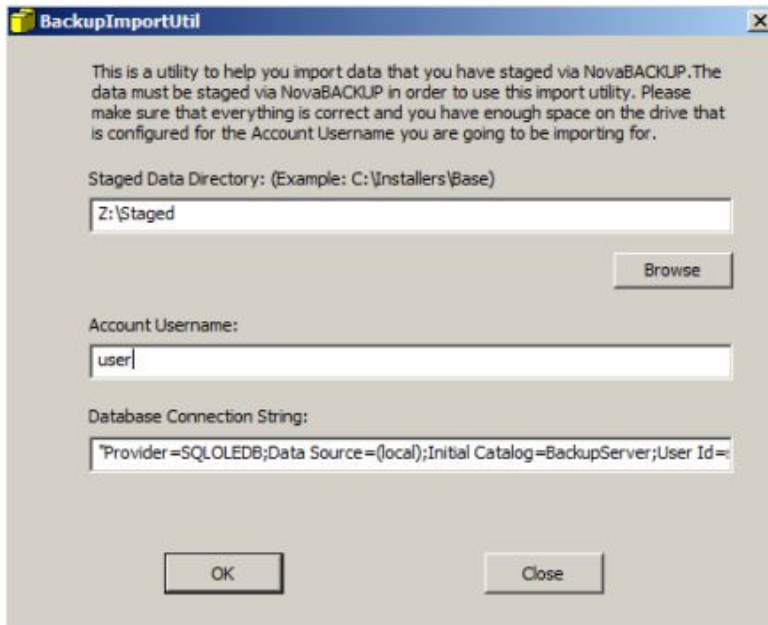 BackupImportUtil
This is a utility to help you import data that you have staged via NovaBACKUP.The
data must be staged via NovaBACKUP in order to use this import utility. Please
make sure that everything is correct and you have enough space on the drive that
is configured for the Account Username you are going to be importing for.
Staged Data Directory: (Example: C:\Installers\Base)
Z:\Staged
Browse
Account Username:
user
Database Connection String:
"Provider=SQLOLEDB;Data Source=(local);Initial Catalog=BackupServer;User Id=
OK
Close